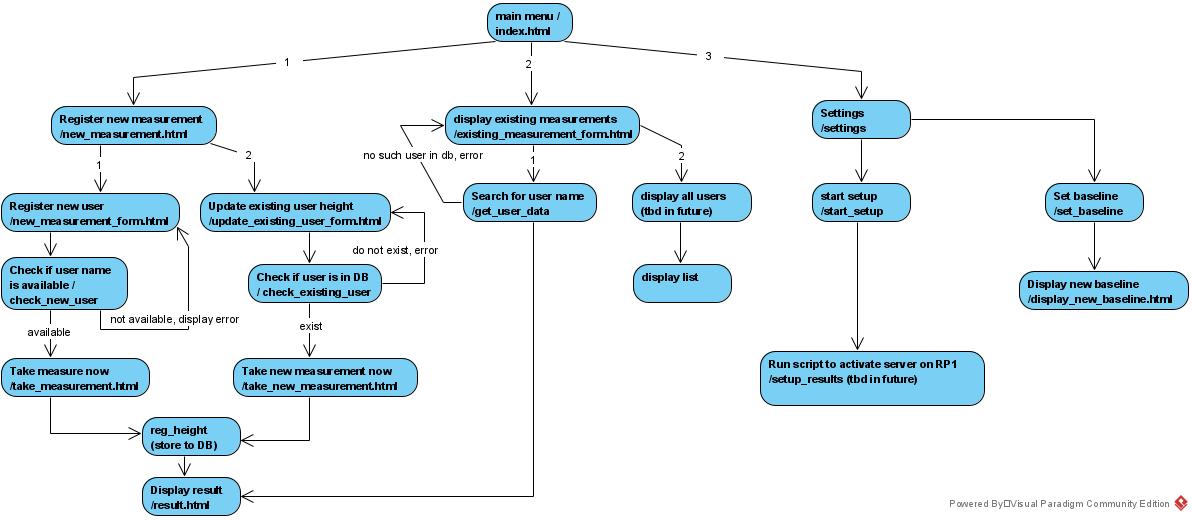 main menu /
index.html
1
2
3
Register new measurement
/new_measurement.html
display existing measurements
/existing_measurement_form.html
Settings
/settings
1
2
no such user in db, error
1
2
Register new user
/new_measurement_form.html
Update existing user height
/update_existing_user_form.html
Search for user name
/get_user_data
display all users
(tbd in future)
start setup
/start_setup
Set baseline
/set_baseline
do not exist, error
Check if user name
is available /
check_new_user
Check if user is in DB
/ check_existing_user
display list
Display new baseline
/display_new_baseline.html
not available, display error
available
exist
Take measure now
/take_measurement.html
Take new measurement now
/take_new_measurement.html
Run script to activate server on RP1
/setup_results (tbd in future)
reg_height
(store to DB)
Display result
/result.html
Powered By Visual Paradigm Community Edition